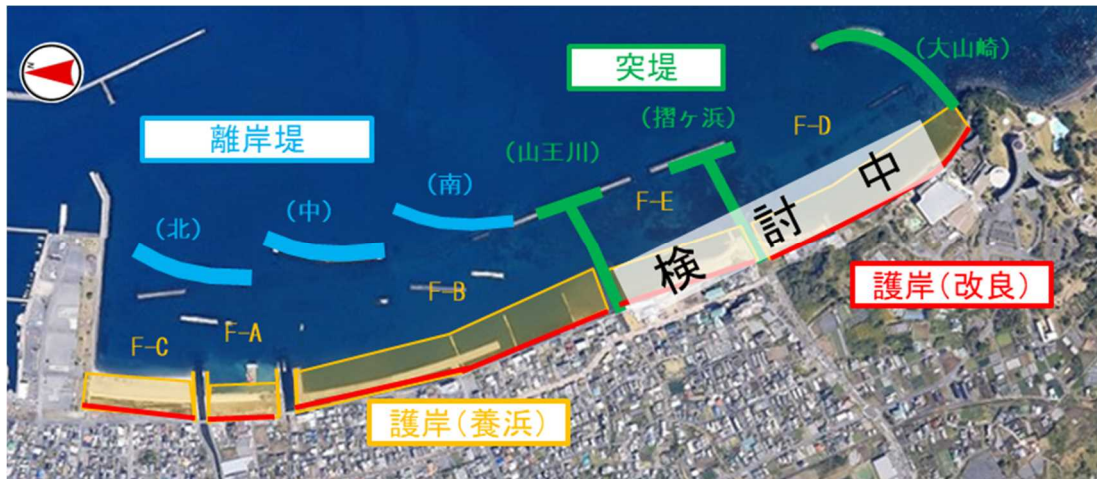 N
離岸堤
(北)
(中)
(南)
突堤
(山王川)
(摺ヶ浜)
(大山崎)
F-C
F-A
F-B
F-E
F-D
検討中
護岸(養浜)
護岸(改良)